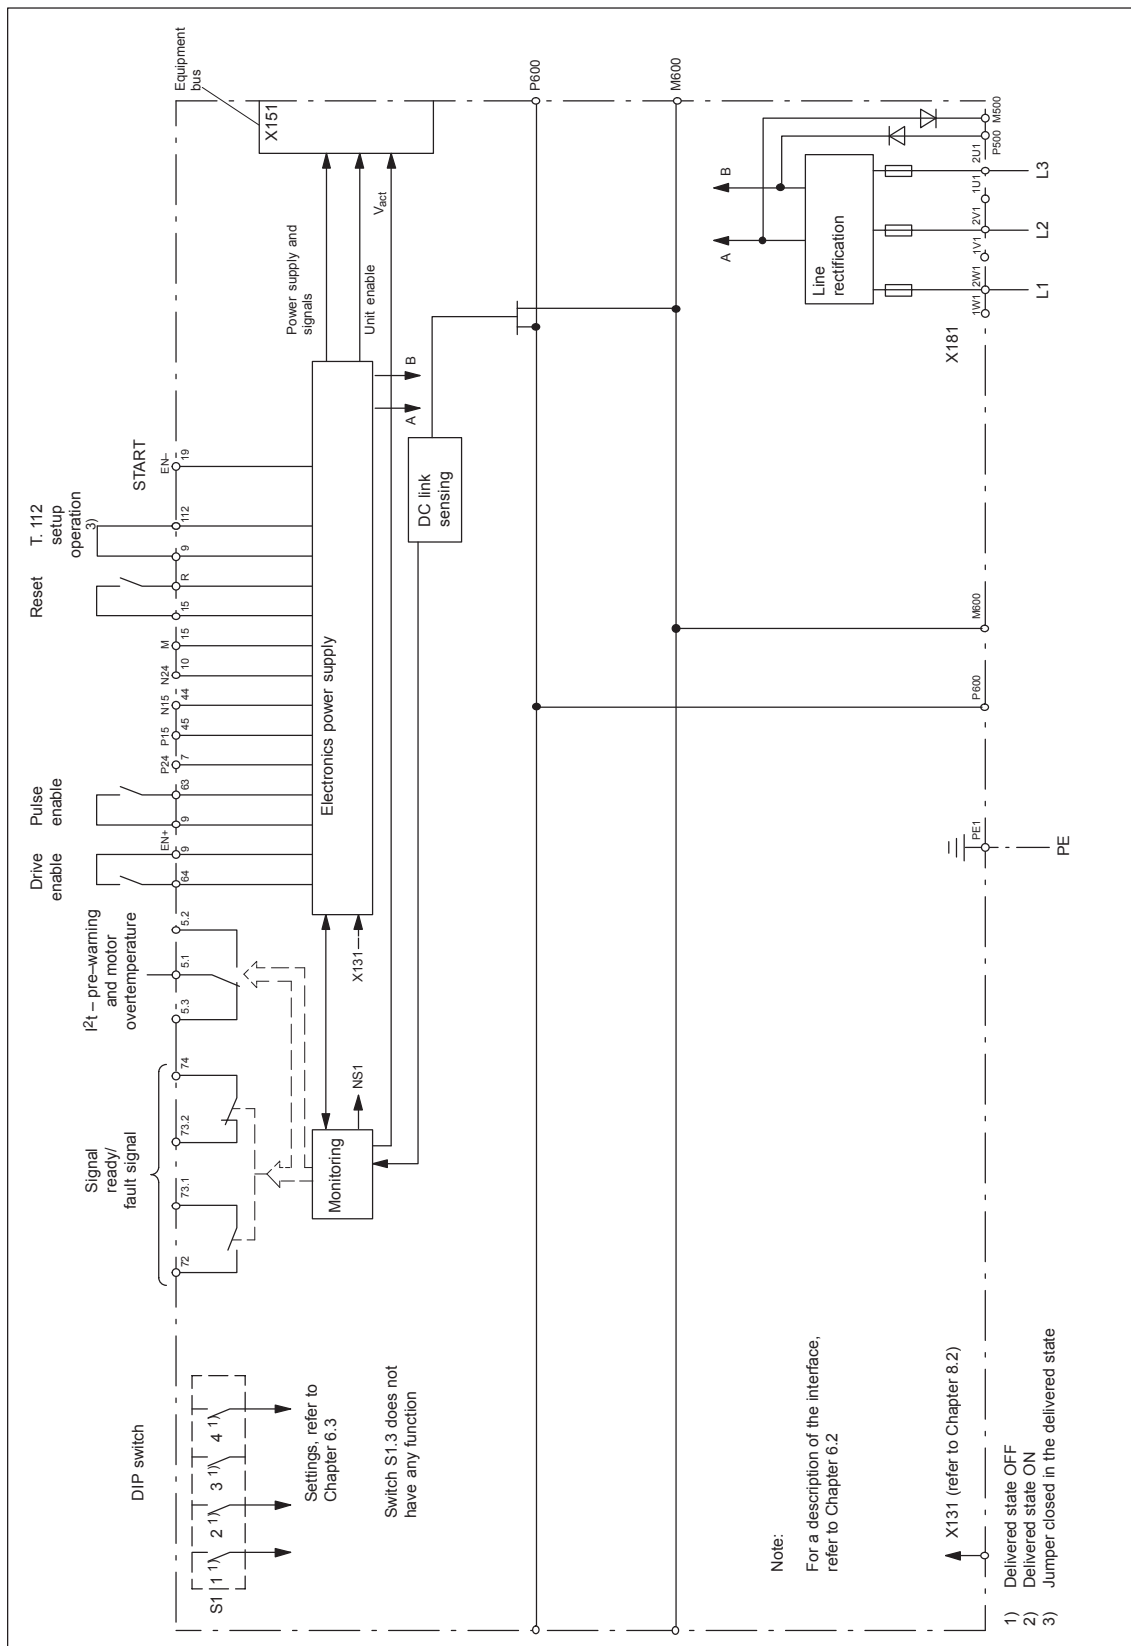 DIP switch
S1
1 1)
2 1)
3 1)
4 1)
Settings, refer to
Chapter 6.3
Switch S1.3 does not
have any function
Signal
ready/
fault signal
72
73.1
73.2
74
I2t – pre–warning
and motor
overtemperature
5.3
5.1
5.2
Drive
enable
64
9
EN+
Pulse
enable
9
63
P24
7
P15
45
N15
44
N24
10
M
15
Reset
15
R
T. 112
setup
operation
3)
9
112
START
EN–
19
Equipment
bus
X151
Monitoring
NS1
X131
Electronics power supply
Power supply and
signals
Unit enable
Vact
A
B
DC link
sensing
P600
M600
A
B
Line
rectification
X181
1W1
2W1
1V1
2V1
1U1
2U1
P500
M500
L1
L2
L3
M600
P600
PE1
PE
Note:
For a description of the interface,
refer to Chapter 6.2
X131 (refer to Chapter 8.2)
1) Delivered state OFF
2) Delivered state ON
3) Jumper closed in the delivered state